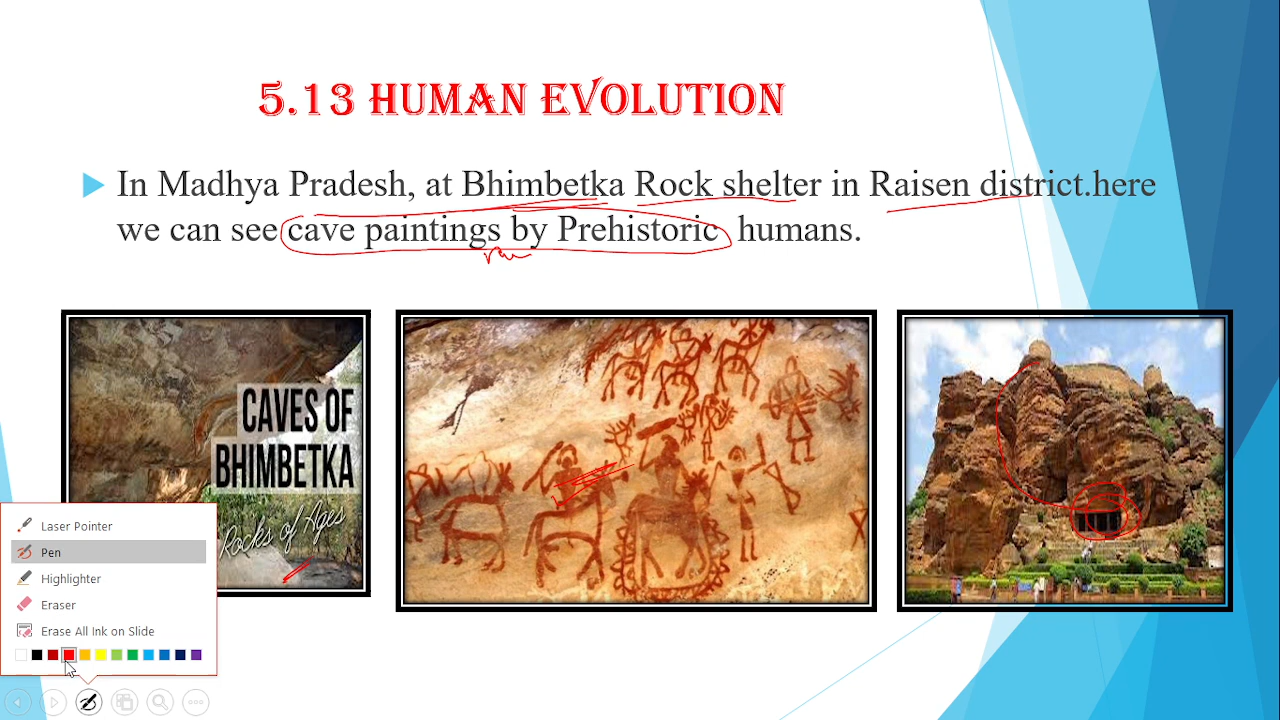 5.13 HUMAN EVOLUTION
In Madhya Pradesh, at Bhimbetka Rock shelter in Raisen district.here
we can see cave paintings by Prehistoric humans.
CAVES OF
BHIMBETKA
Rocks of Ages
Laser Pointer
Pen
Highlighter
Eraser
Erase All Ink on Slide